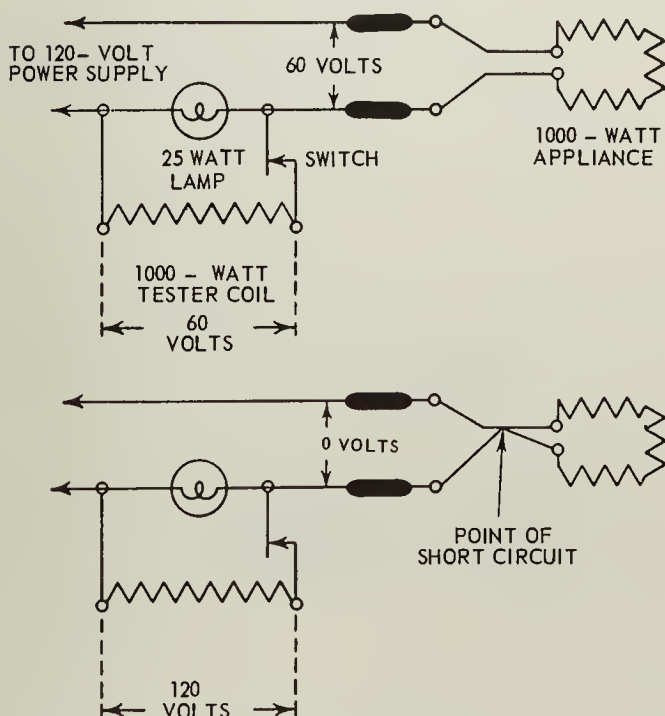 TO 120-VOLT
POWER SUPPLY
60 VOLTS
25 WATT
LAMP
SWITCH
1000 - WATT
APPLIANCE
1000 - WATT
TESTER COIL
60
VOLTS
0 VOLTS
POINT OF
SHORT CIRCUIT
120
VOLTS